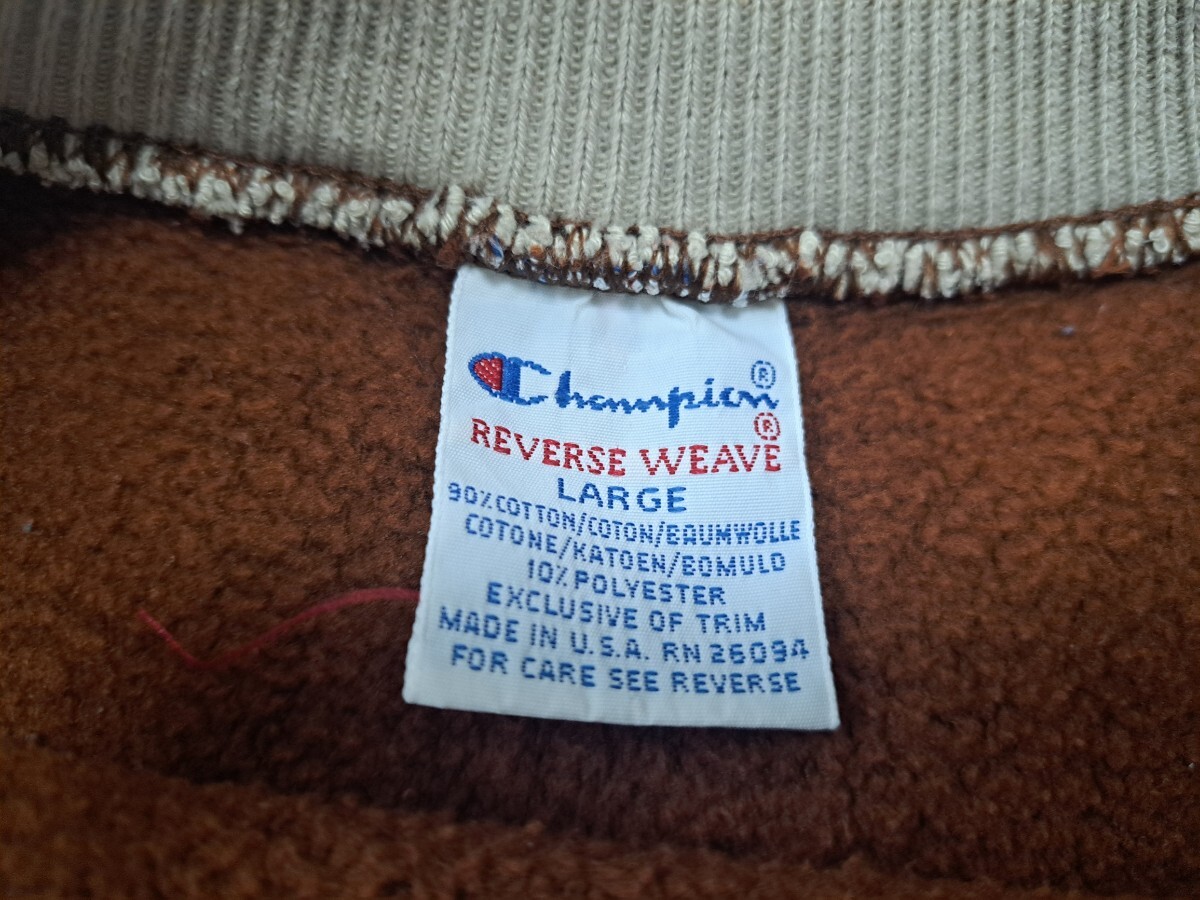 Champion®
REVERSE WEAVE®
LARGE
90% COTTON/COTON/BAUMWOLLE
COTONE/KATOEN/BOMULD
10% POLYESTER
EXCLUSIVE OF TRIM
MADE IN U.S.A. RN 26094
FOR CARE SEE REVERSE